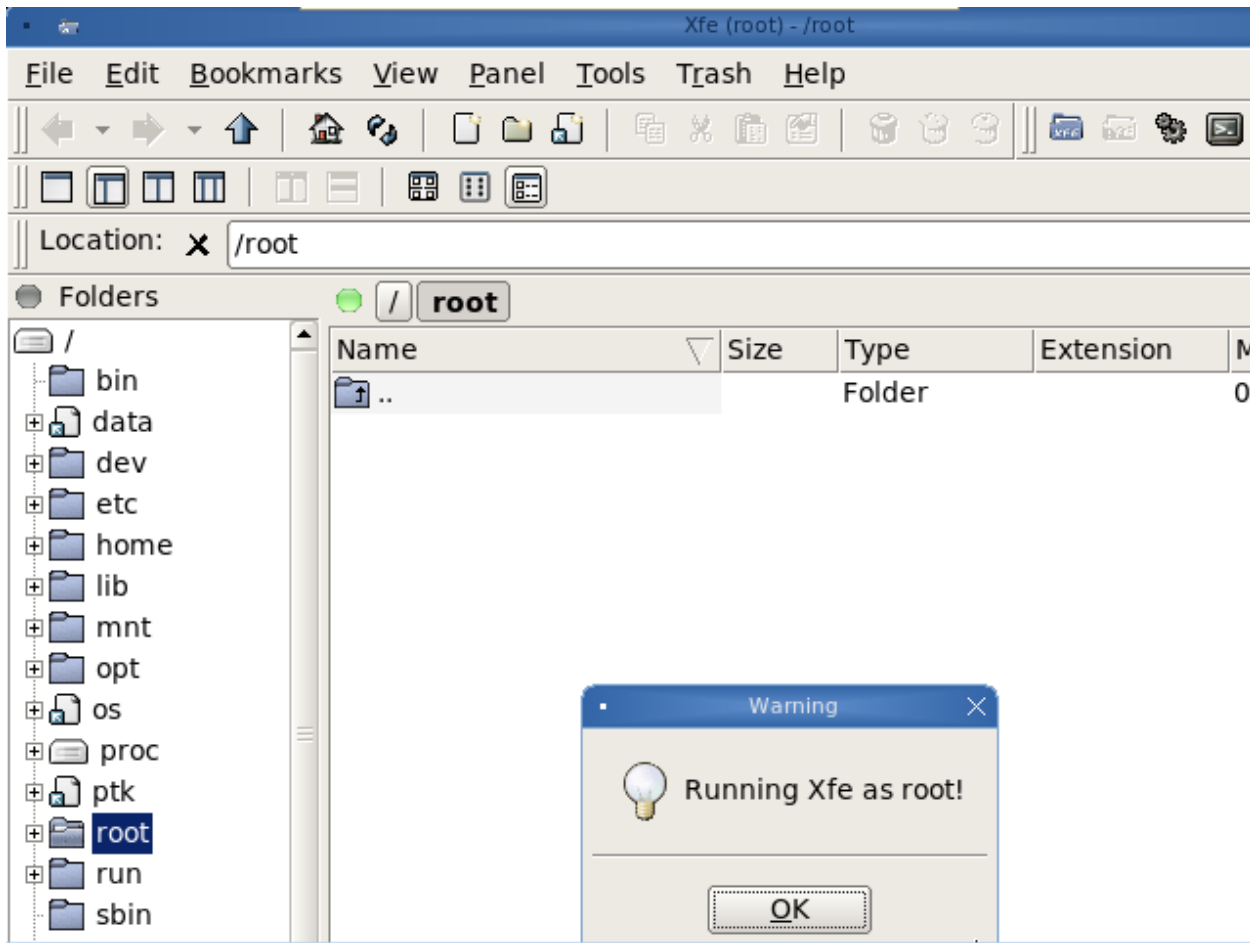 Xfe (root) - /root
File Edit Bookmarks View Panel Tools Trash Help
Location: /root
Folders
/ root
/
Name Size Type Extension M
bin
.. Folder 0
data
dev
etc
home
lib
mnt
opt
os
proc
ptk
root
run
sbin
Warning
Running Xfe as root!
OK